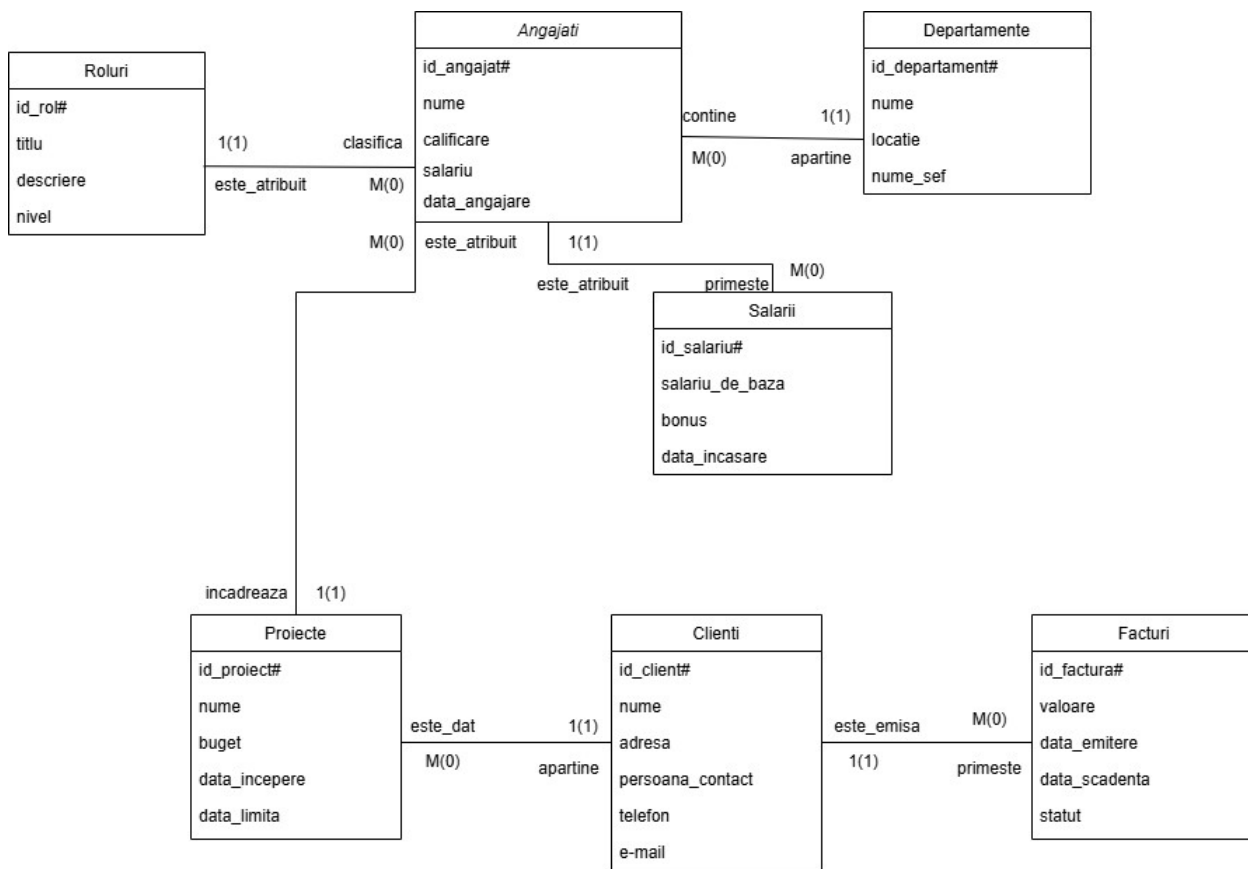 Roluri
id_rol#
titlu
descriere
nivel
1(1)
clasifica
este_atribuit
M(0)
Angajati
id_angajat#
nume
calificare
salariu
data_angajare
contine
1(1)
M(0)
apartine
Departamente
id_departament#
nume
locatie
nume_sef
M(0)
este_atribuit
1(1)
este_atribuit
primeste
M(0)
Salarii
id_salariu#
salariu_de_baza
bonus
data_incasare
incadreaza
1(1)
Proiecte
id_proiect#
nume
buget
data_incepere
data_limita
este_dat
1(1)
M(0)
apartine
Clienti
id_client#
nume
adresa
persoana_contact
telefon
e-mail
este_emisa
M(0)
1(1)
primeste
Facturi
id_factura#
valoare
data_emitere
data_scadenta
statut